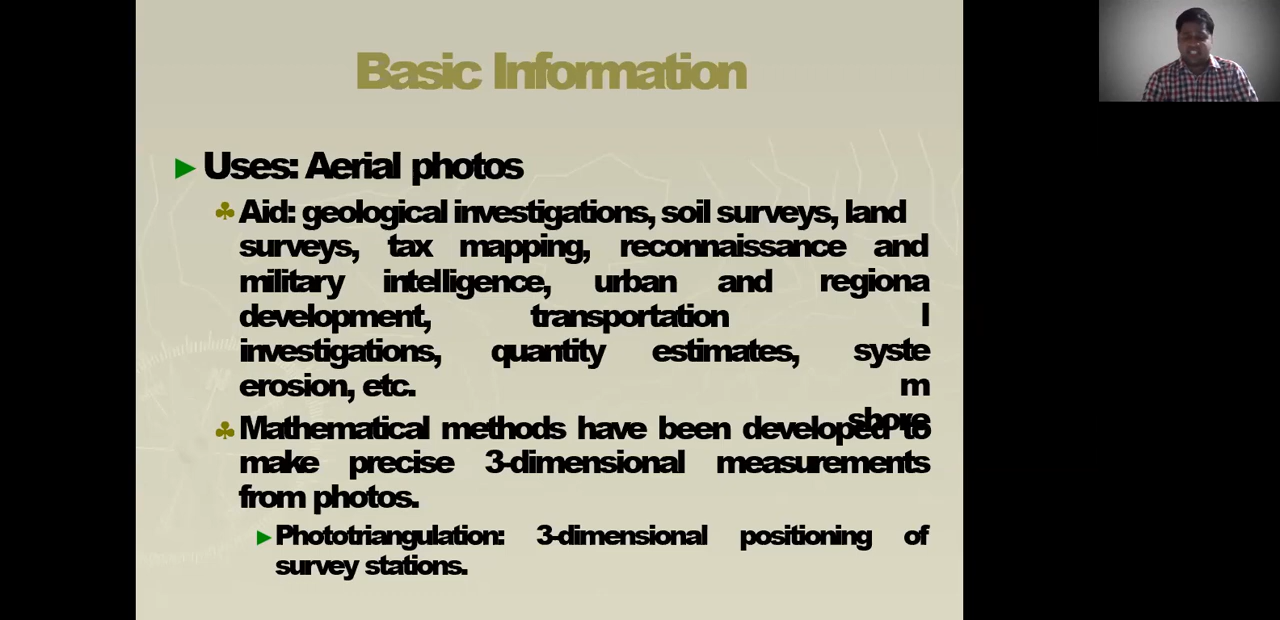 Basic Information
Uses: Aerial photos
Aid: geological investigations, soil surveys, land
surveys, tax mapping, reconnaissance and
military intelligence, urban and regiona
development, transportation l
investigations, quantity estimates, syste
erosion, etc. m
shore
Mathematical methods have been developed to
make precise 3-dimensional measurements
from photos.
Phototriangulation: 3-dimensional positioning of
survey stations.